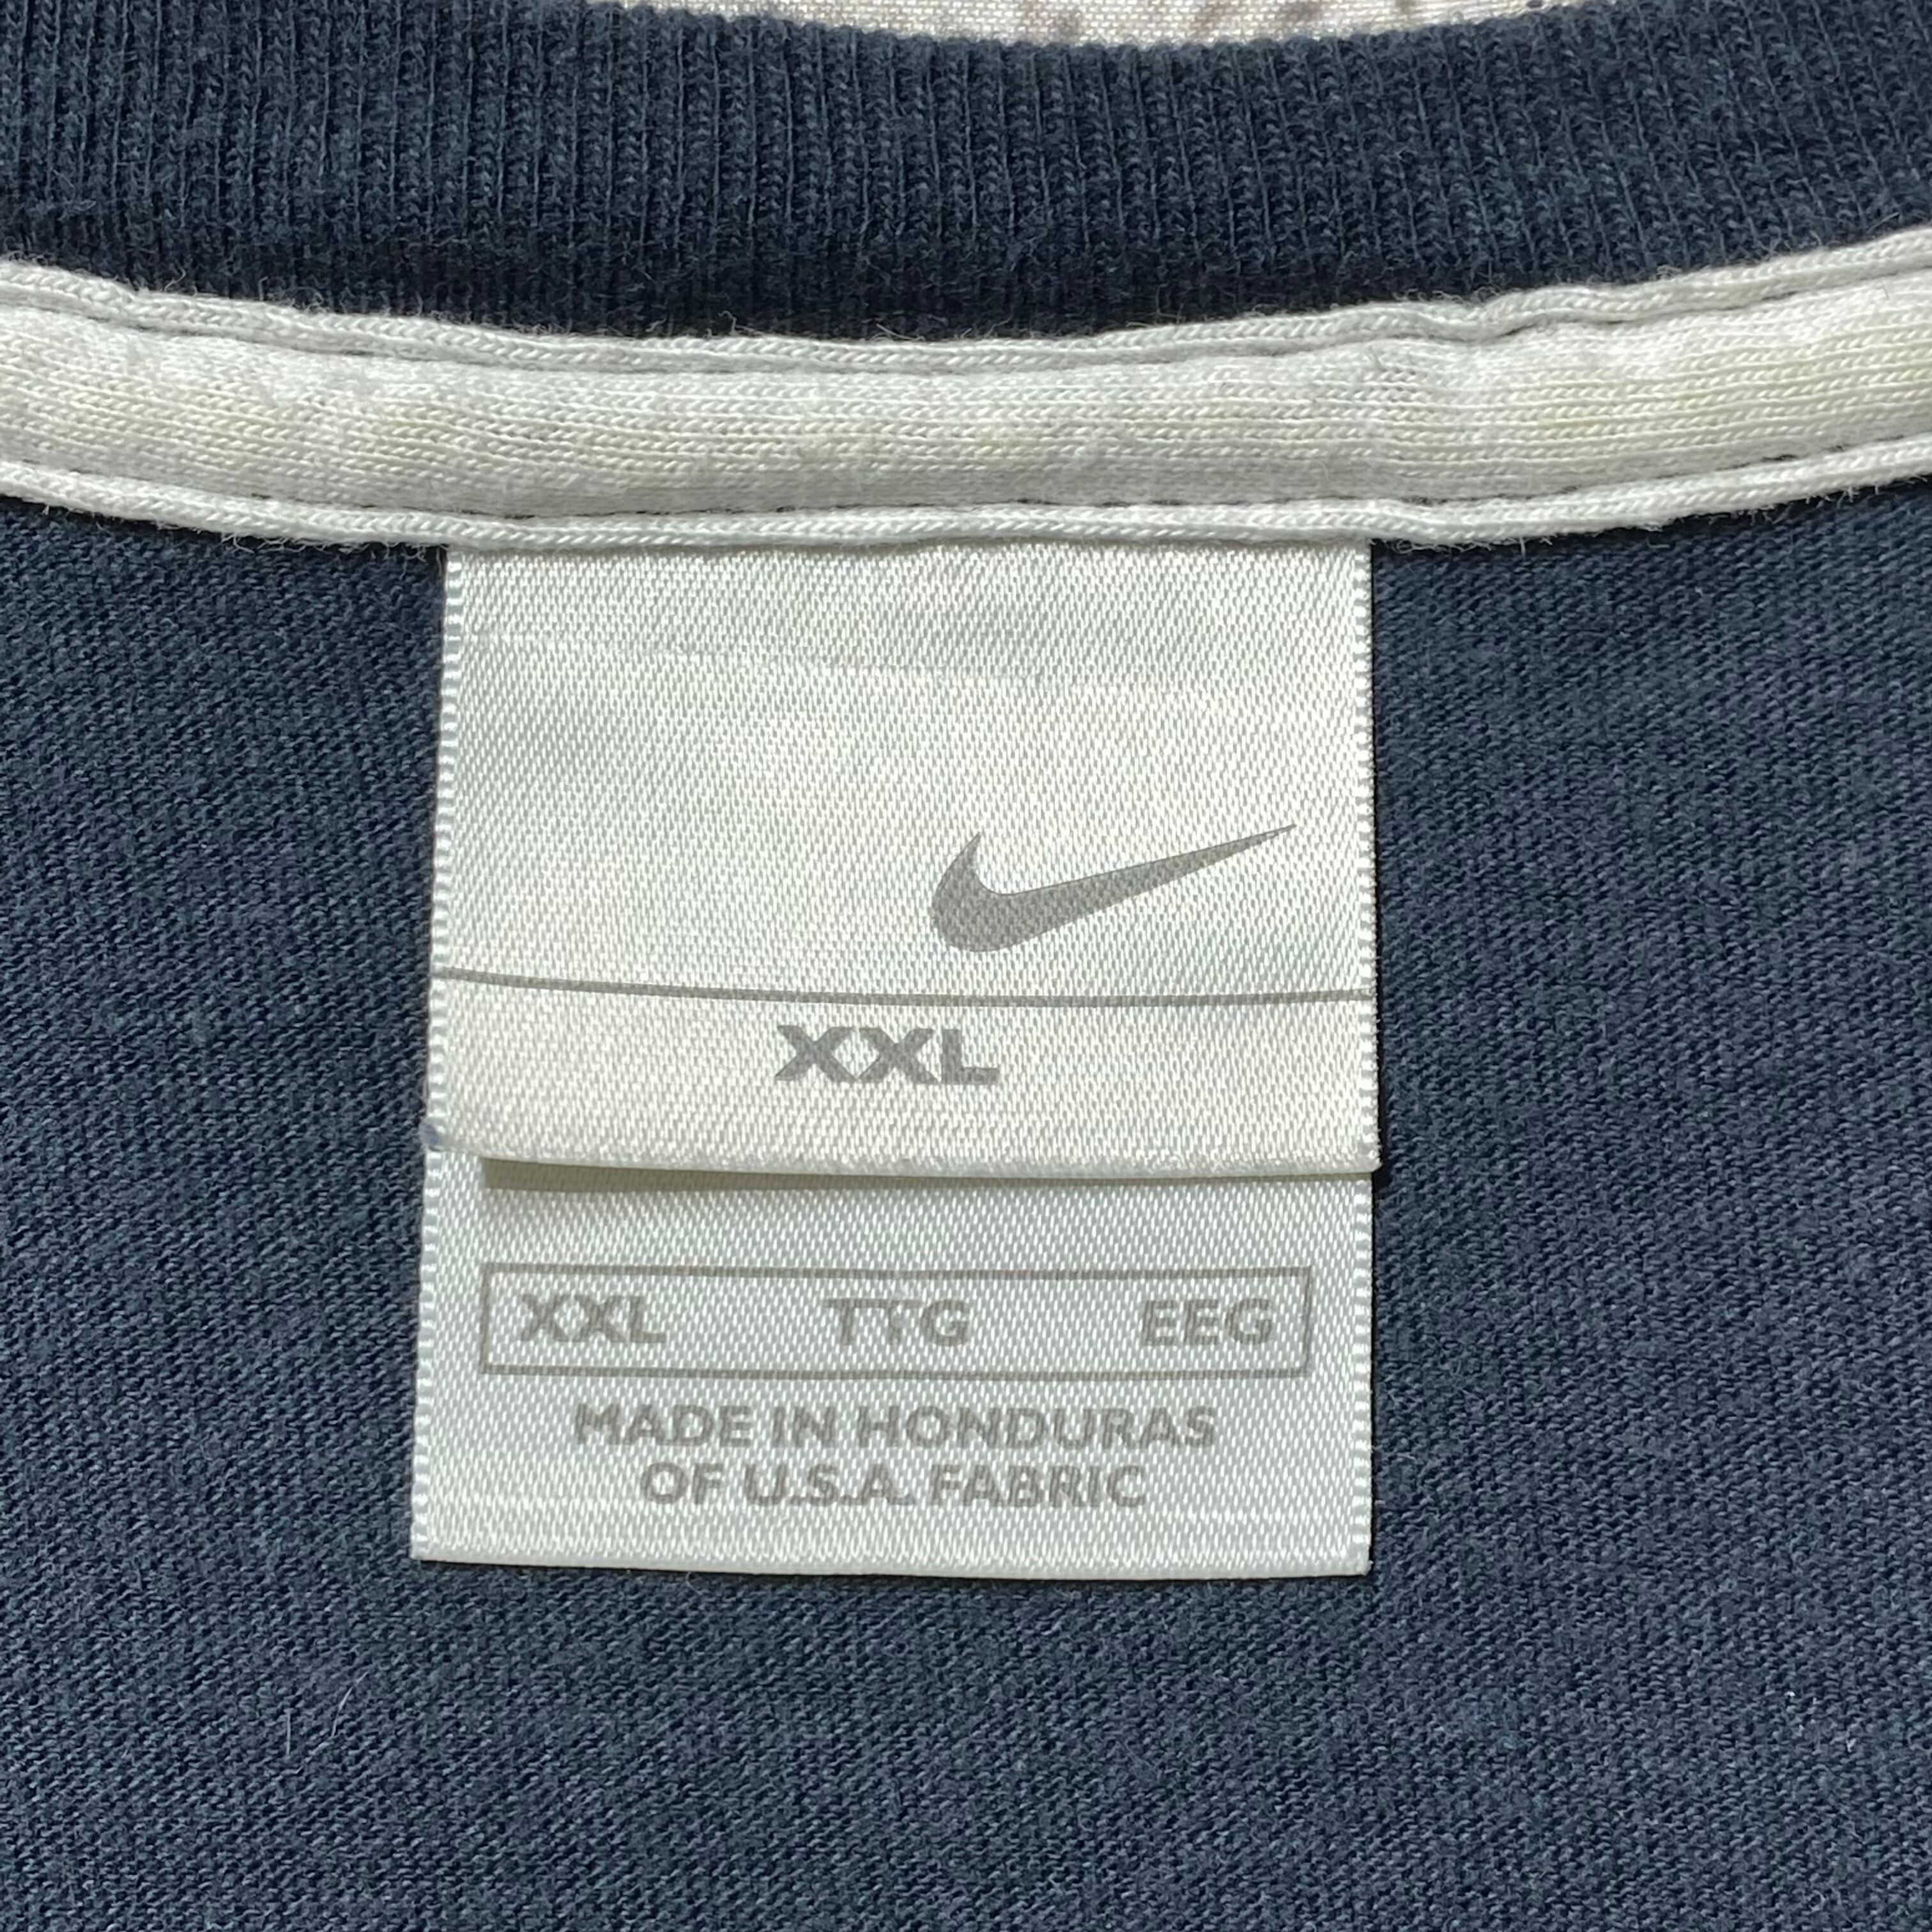 XXL
XXL TTG EEG
MADE IN HONDURAS
OF U.S.A. FABRIC